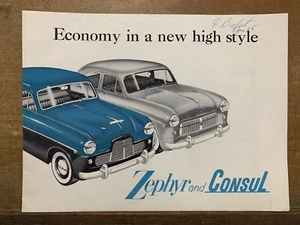 Economy in a new high style
Zephyr and CONSUL